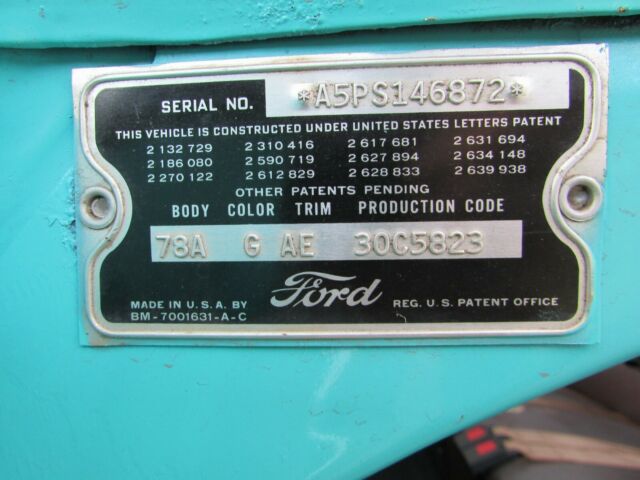 SERIAL NO. *A5PS146872*
THIS VEHICLE IS CONSTRUCTED UNDER UNITED STATES LETTERS PATENT
2 132 729 2 310 416 2 617 681 2 631 694
2 186 080 2 590 719 2 627 894 2 634 148
2 270 122 2 612 829 2 628 833 2 639 938
OTHER PATENTS PENDING
BODY COLOR TRIM PRODUCTION CODE
78A G AE 30C5823
MADE IN U.S.A. BY Ford REG. U.S. PATENT OFFICE
BM-7001631-A-C